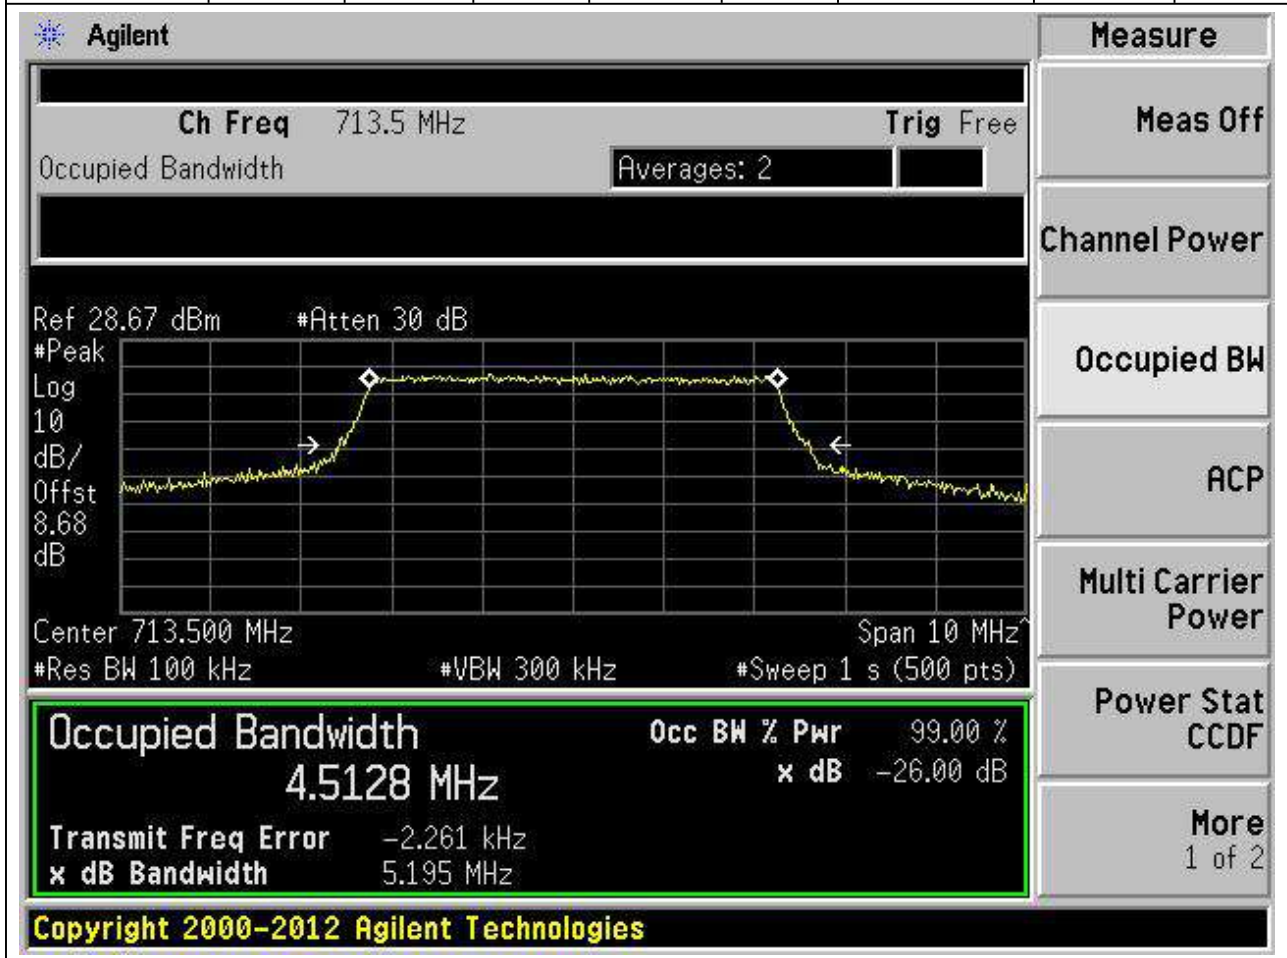 Agilent
Measure
Ch Freq 713.5 MHz Trig Free
Occupied Bandwidth Averages: 2
Meas Off
Channel Power
Occupied BW
ACP
Multi Carrier
Power
Power Stat
CCDF
More
1 of 2
Ref 28.67 dBm #Atten 30 dB
#Peak
Log
10
dB/
Offst
8.68
dB
Center 713.500 MHz Span 10 MHz^
#Res BW 100 kHz #VBW 300 kHz #Sweep 1 s (500 pts)
Occupied Bandwidth Occ BW % Pwr 99.00 %
4.5128 MHz x dB -26.00 dB
Transmit Freq Error -2.261 kHz
x dB Bandwidth 5.195 MHz
Copyright 2000-2012 Agilent Technologies